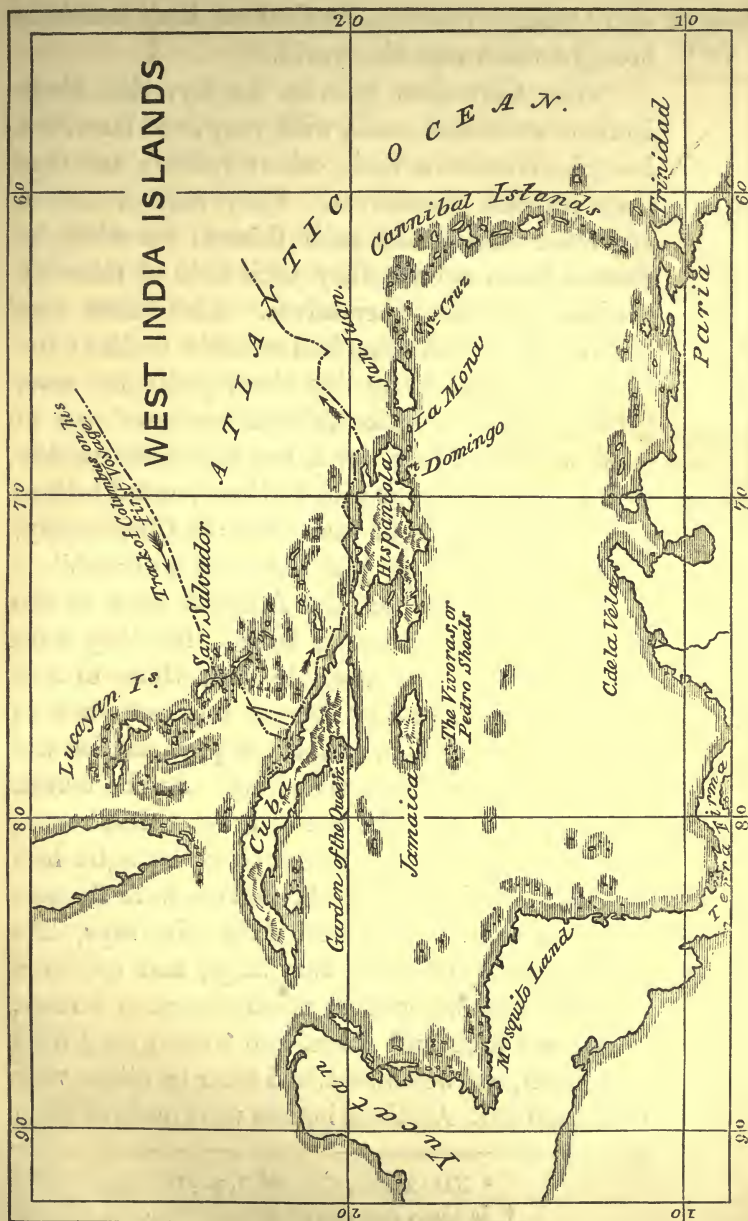 WEST INDIA ISLANDS
90
80
70
60
Track of Columbus on his
First Voyage.
Lucayan Is.
San Salvador
ATLANTIC
OCEAN.
20
20
Cuba
Garden of the Queen
Hispaniola
San Juan.
Yucatan
Jamaica
The Vivoras, or
Pedro Shoals
Domingo
La Mona
St Cruz
Cannibal Islands
Mosquito Land
C. de la Vela
10
10
Terra Firma
Paria
Trinidad
90
80
70
60